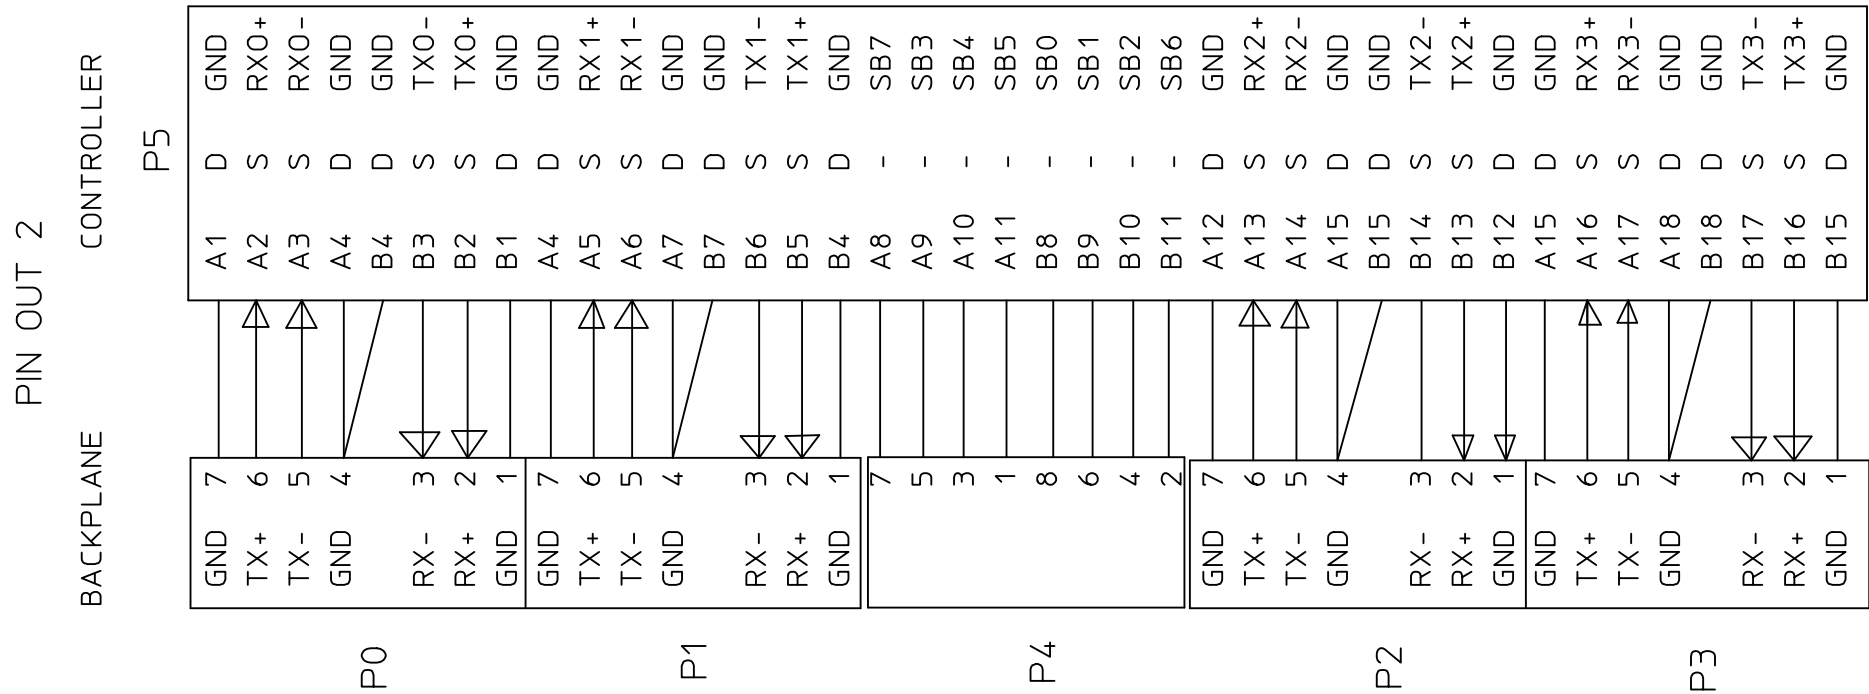 PIN OUT 2
BACKPLANE CONTROLLER
P5
GND 7 A1 D GND
TX+ 6 A2 S RX0+
TX- 5 A3 S RX0-
GND 4 A4 D GND
P0 B4 D GND
RX- 3 B3 S TX0-
RX+ 2 B2 S TX0+
GND 1 B1 D GND
GND 7 A4 D GND
TX+ 6 A5 S RX1+
TX- 5 A6 S RX1-
GND 4 A7 D GND
P1 B7 D GND
RX- 3 B6 S TX1-
RX+ 2 B5 S TX1+
GND 1 B4 D GND
7 A8 - SB7
5 A9 - SB3
3 A10 - SB4
1 A11 - SB5
P4 8 B8 - SB0
6 B9 - SB1
4 B10 - SB2
2 B11 - SB6
GND 7 A12 D GND
TX+ 6 A13 S RX2+
TX- 5 A14 S RX2-
GND 4 A15 D GND
P2 B15 D GND
RX- 3 B14 S TX2-
RX+ 2 B13 S TX2+
GND 1 B12 D GND
GND 7 A15 D GND
TX+ 6 A16 S RX3+
TX- 5 A17 S RX3-
GND 4 A18 D GND
P3 B18 D GND
RX- 3 B17 S TX3-
RX+ 2 B16 S TX3+
GND 1 B15 D GND